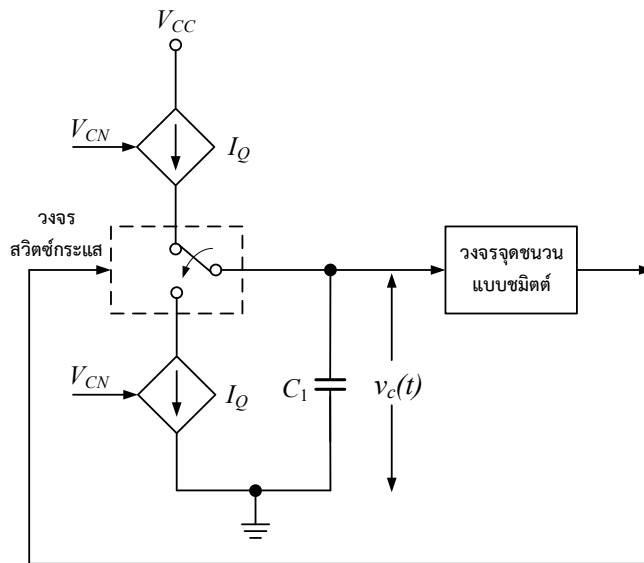 V_CC
V_CN
I_Q
วงจร
สวิตซ์กระแส
วงจรจุดชนวน
แบบชมิตต์
V_CN
I_Q
C_1
v_c(t)